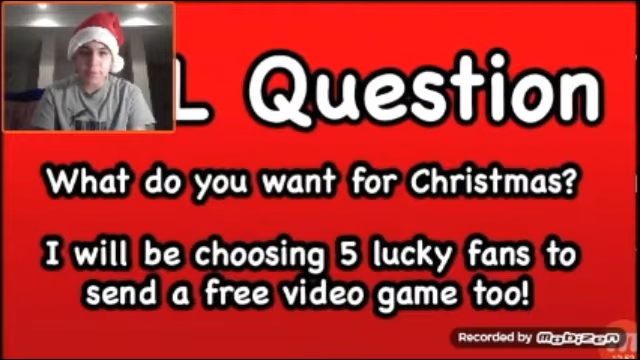 L Question
What do you want for Christmas?
I will be choosing 5 lucky fans to
send a free video game too!
Recorded by Mobizen